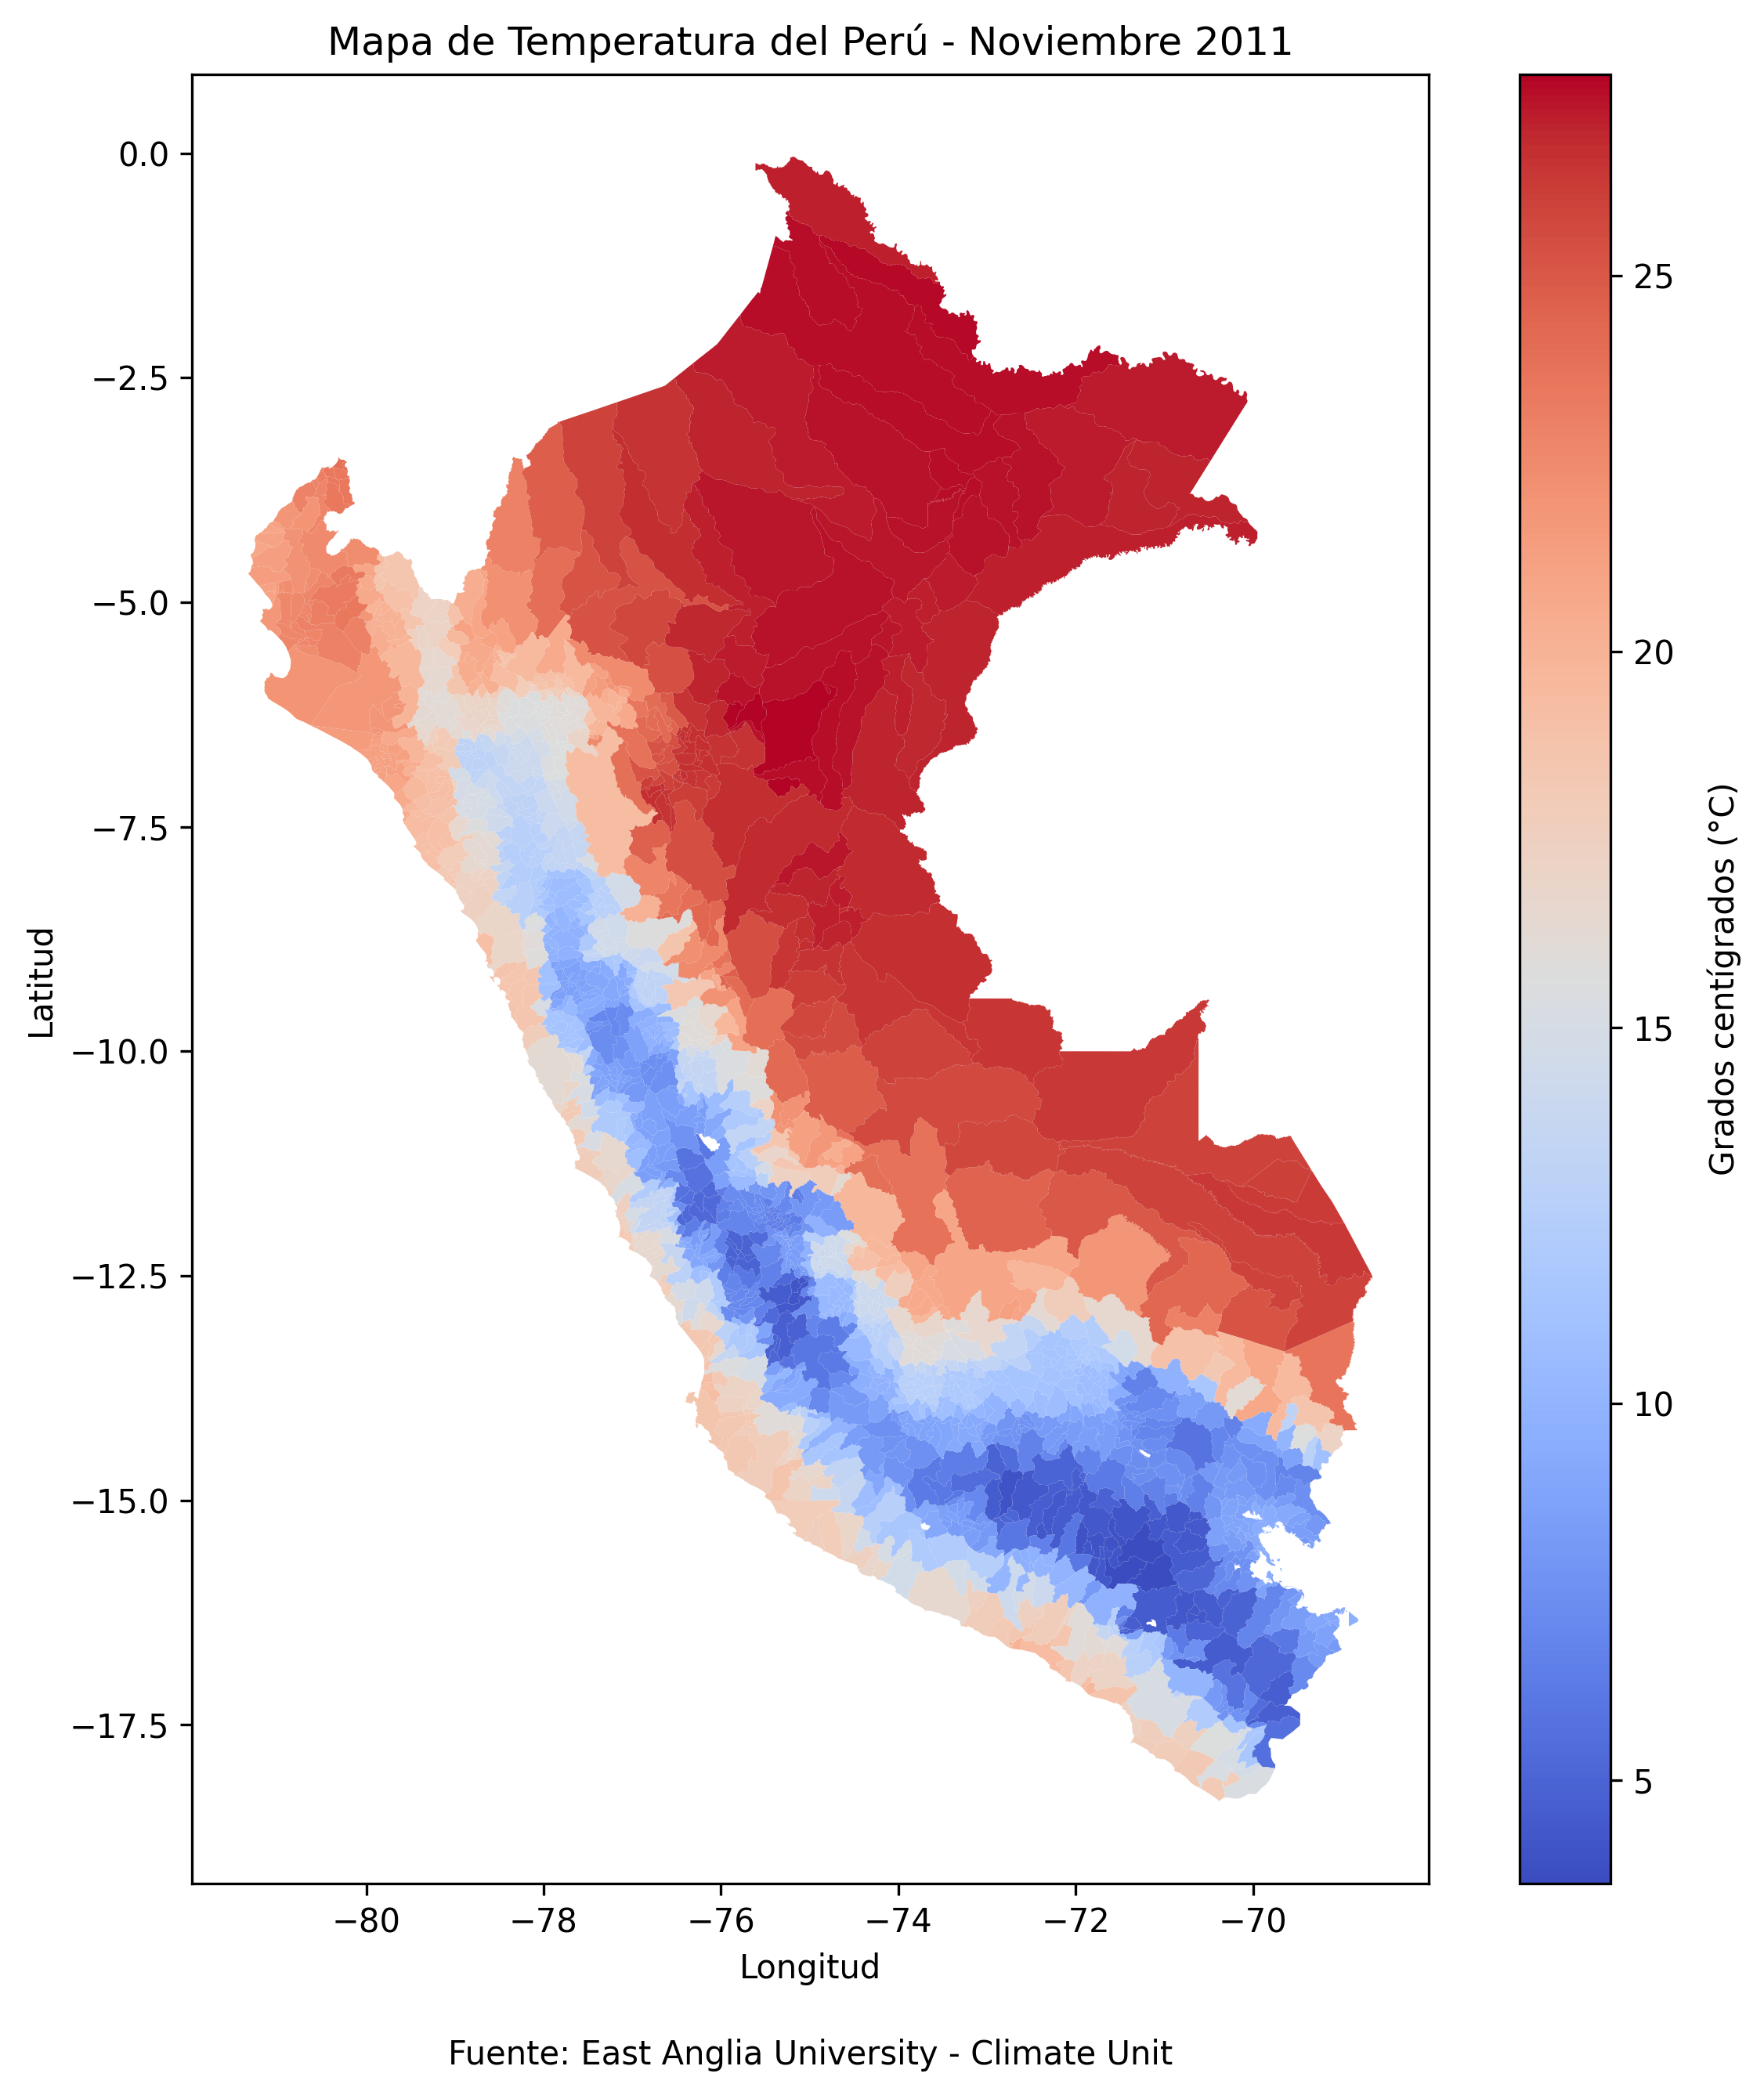 Mapa de Temperatura del Perú - Noviembre 2011
0.0
−2.5
−5.0
−7.5
−10.0
−12.5
−15.0
−17.5
Latitud
−80 −78 −76 −74 −72 −70
Longitud
25
20
15
10
5
Grados centígrados (°C)
Fuente: East Anglia University - Climate Unit